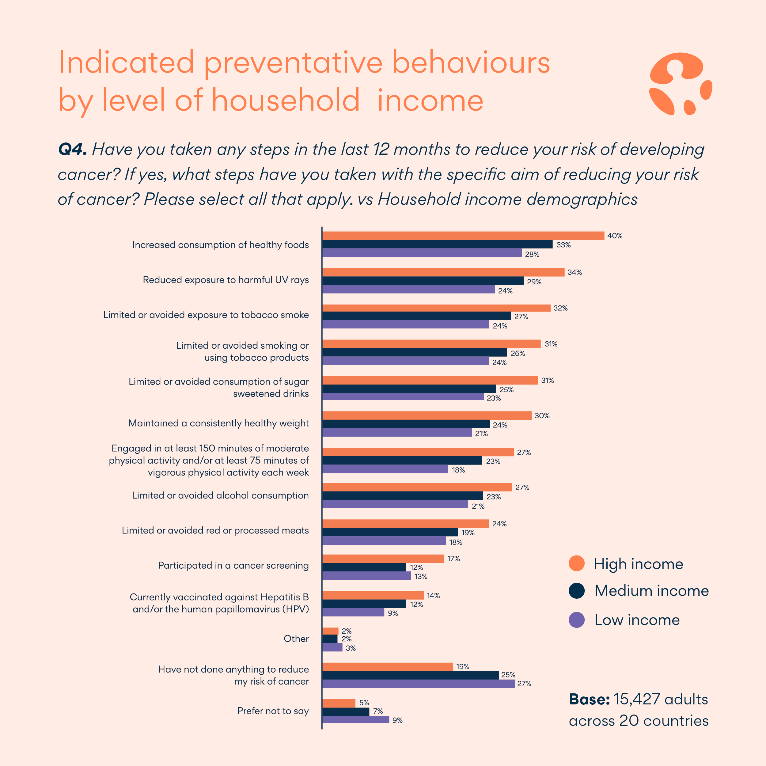 Indicated preventative behaviours
by level of household income
Q4. Have you taken any steps in the last 12 months to reduce your risk of developing
cancer? If yes, what steps have you taken with the specific aim of reducing your risk
of cancer? Please select all that apply. vs Household income demographics
Increased consumption of healthy foods
40%
33%
28%
Reduced exposure to harmful UV rays
34%
29%
24%
Limited or avoided exposure to tobacco smoke
32%
27%
24%
Limited or avoided smoking or
using tobacco products
31%
26%
24%
Limited or avoided consumption of sugar
sweetened drinks
31%
25%
23%
Maintained a consistently healthy weight
30%
24%
21%
Engaged in at least 150 minutes of moderate
physical activity and/or at least 75 minutes of
vigorous physical activity each week
27%
23%
18%
Limited or avoided alcohol consumption
27%
23%
21%
Limited or avoided red or processed meats
24%
19%
18%
Participated in a cancer screening
17%
12%
13%
Currently vaccinated against Hepatitis B
and/or the human papillomavirus (HPV)
14%
12%
9%
Other
2%
2%
3%
Have not done anything to reduce
my risk of cancer
19%
25%
27%
Prefer not to say
5%
7%
9%
High income
Medium income
Low income
Base: 15,427 adults
across 20 countries